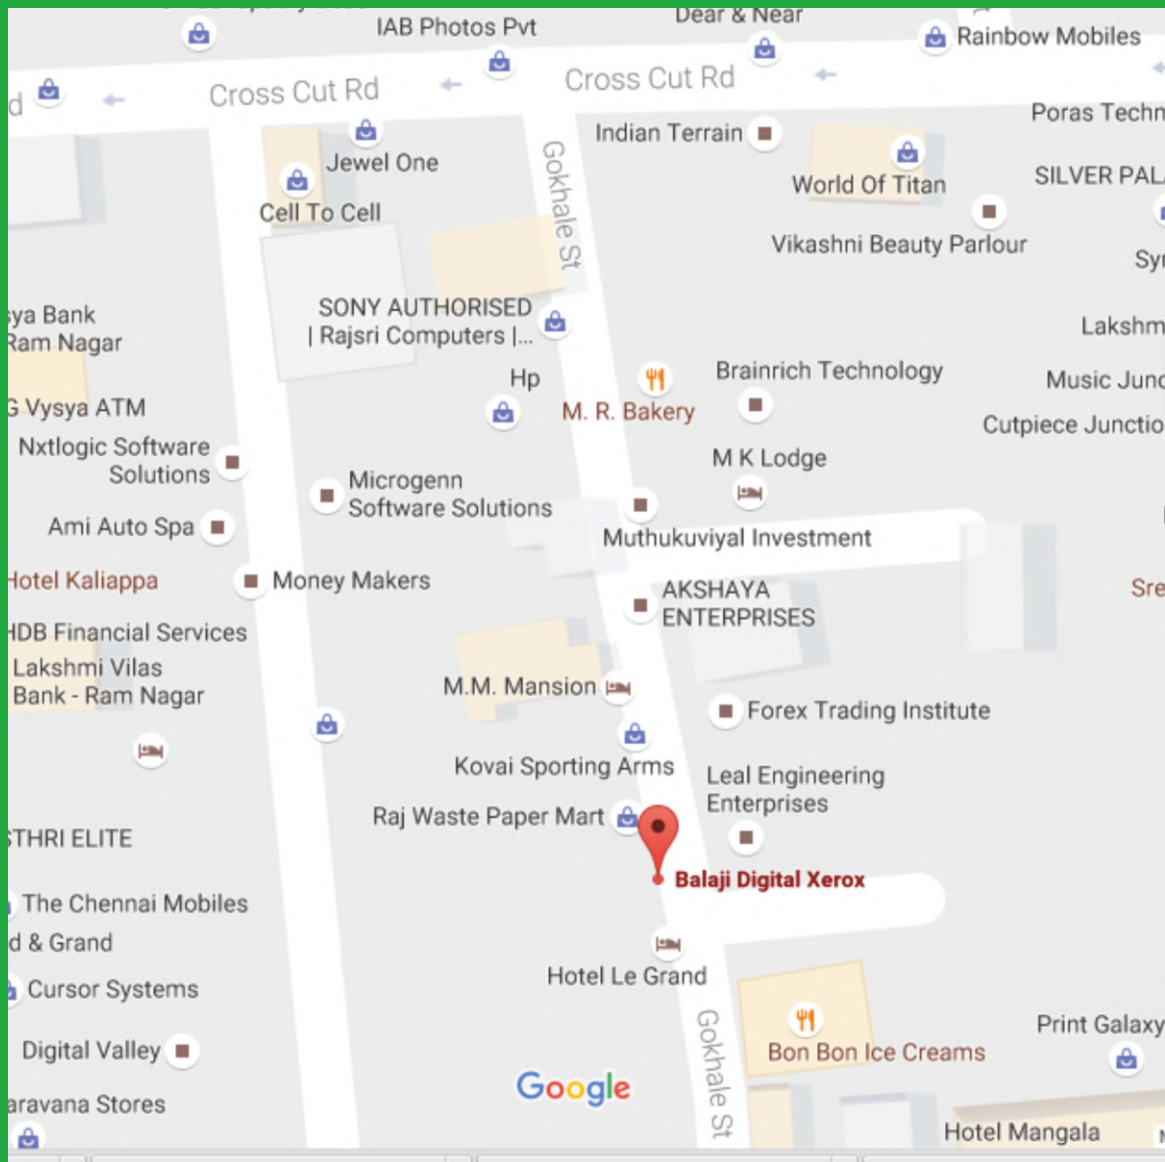 IAB Photos Pvt
Dear & Near
Rainbow Mobiles
Cross Cut Rd
Cross Cut Rd
Poras Techn
Indian Terrain
Jewel One
World Of Titan
SILVER PAL
Cell To Cell
Gokhale St
Vikashni Beauty Parlour
SONY AUTHORISED
| Rajsri Computers |...
sya Bank
Ram Nagar
Lakshm
Hp
Brainrich Technology
Music Junc
G Vysya ATM
M. R. Bakery
Cutpiece Junctio
Nxtlogic Software
Solutions
M K Lodge
Microgenn
Software Solutions
Ami Auto Spa
Muthukuviyal Investment
Hotel Kaliappa
Money Makers
AKSHAYA
ENTERPRISES
Sre
HDB Financial Services
Lakshmi Vilas
Bank - Ram Nagar
M.M. Mansion
Forex Trading Institute
Kovai Sporting Arms
Leal Engineering
Enterprises
Raj Waste Paper Mart
STHRI ELITE
Balaji Digital Xerox
The Chennai Mobiles
d & Grand
Hotel Le Grand
Cursor Systems
Gokhale St
Print Galaxy
Digital Valley
Bon Bon Ice Creams
Google
aravana Stores
Hotel Mangala